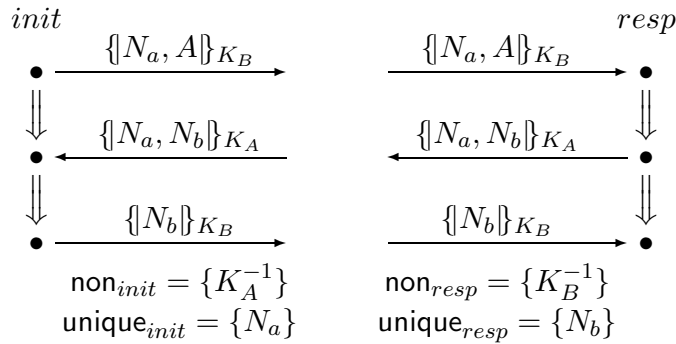 init resp
{|N_a, A|}_{K_B} {|N_a, A|}_{K_B}
{|N_a, N_b|}_{K_A} {|N_a, N_b|}_{K_A}
{|N_b|}_{K_B} {|N_b|}_{K_B}
non_{init} = {K_A^{-1}} non_{resp} = {K_B^{-1}}
unique_{init} = {N_a} unique_{resp} = {N_b}